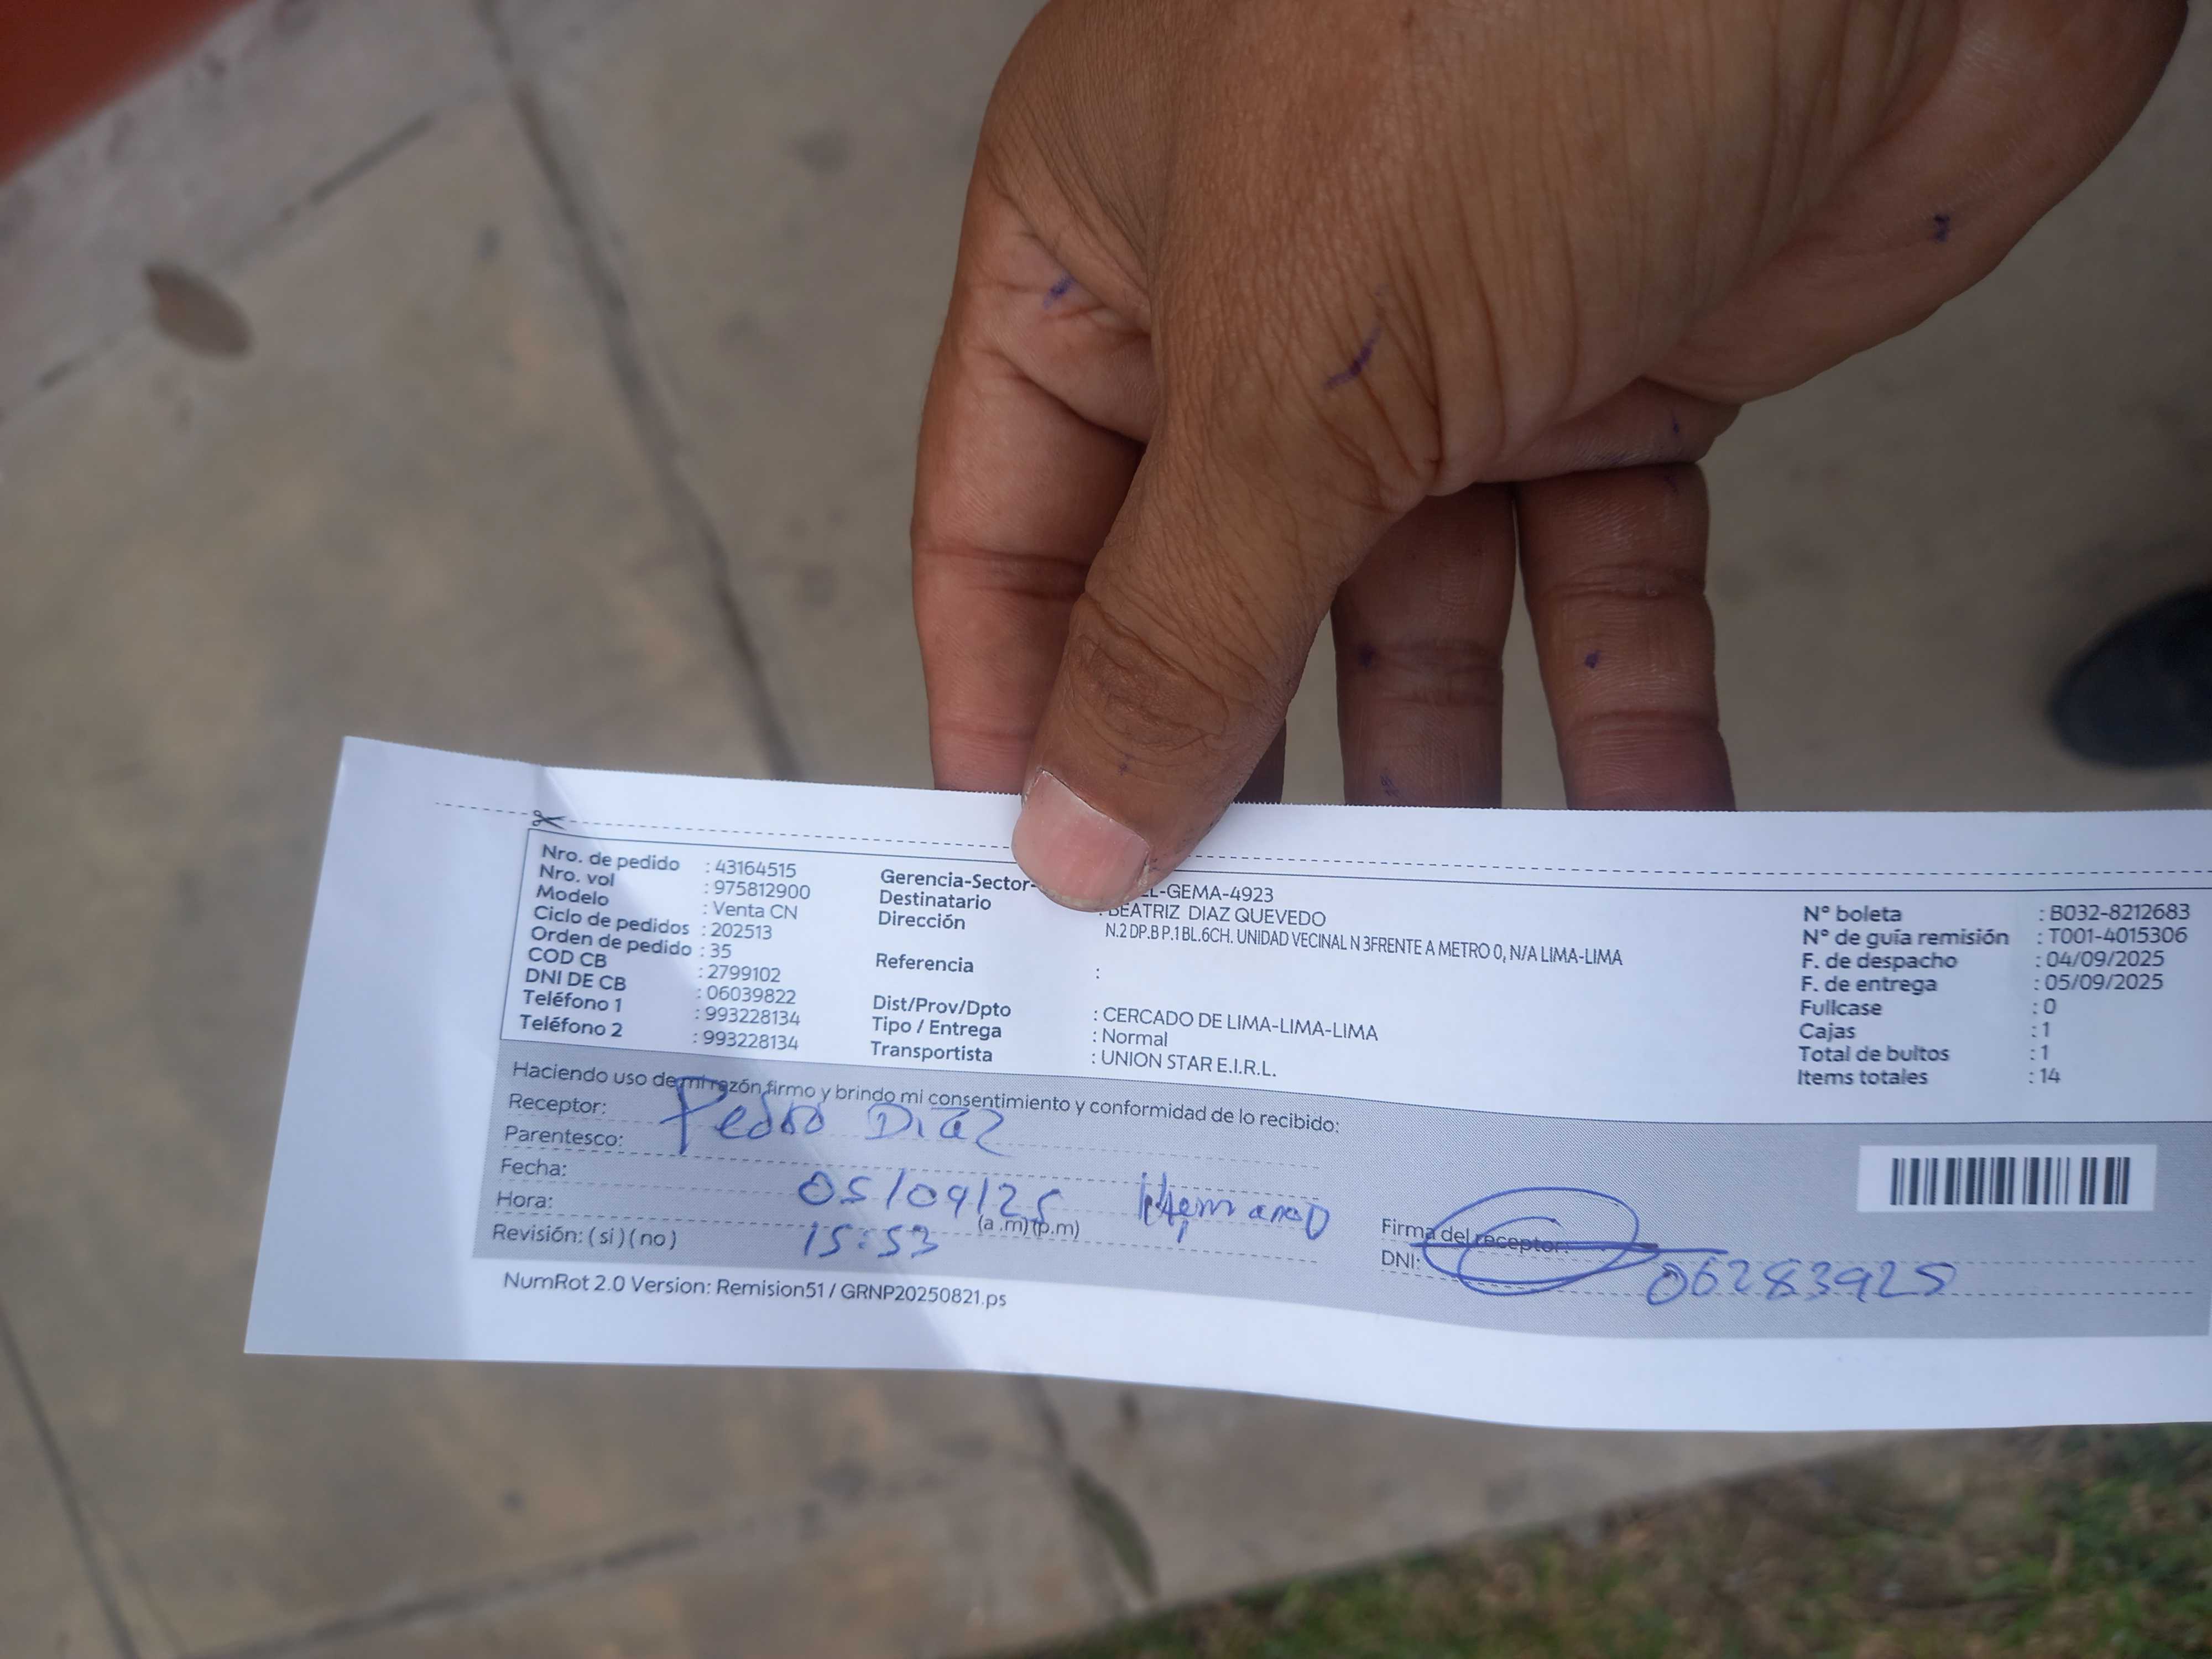 Nro. de pedido : 43164515
Nro. vol : 975812900
Modelo : Venta CN
Ciclo de pedidos : 202513
Orden de pedido : 35
COD CB : 2799102
DNI DE CB : 06039822
Teléfono 1 : 993228134
Teléfono 2 : 993228134
Gerencia-Sector- L-GEMA-4923
Destinatario : BEATRIZ DIAZ QUEVEDO
Dirección N.2 DP.B P.1 BL.6CH. UNIDAD VECINAL N 3FRENTE A METRO 0, N/A LIMA-LIMA
Referencia :
Dist/Prov/Dpto : CERCADO DE LIMA-LIMA-LIMA
Tipo / Entrega : Normal
Transportista : UNION STAR E.I.R.L.
N° boleta : B032-8212683
N° de guía remisión : T001-4015306
F. de despacho : 04/09/2025
F. de entrega : 05/09/2025
Fullcase : 0
Cajas : 1
Total de bultos : 1
Items totales : 14
Haciendo uso de mi razón firmo y brindo mi consentimiento y conformidad de lo recibido:
Receptor: Pedro Diaz
Parentesco: Hermano
Fecha: 05/09/25
Hora: 15:53 (a .m) (p.m)
Revisión: ( si ) ( no )
Firma del receptor:
DNI: 06283925
NumRot 2.0 Version: Remision51 / GRNP20250821.ps